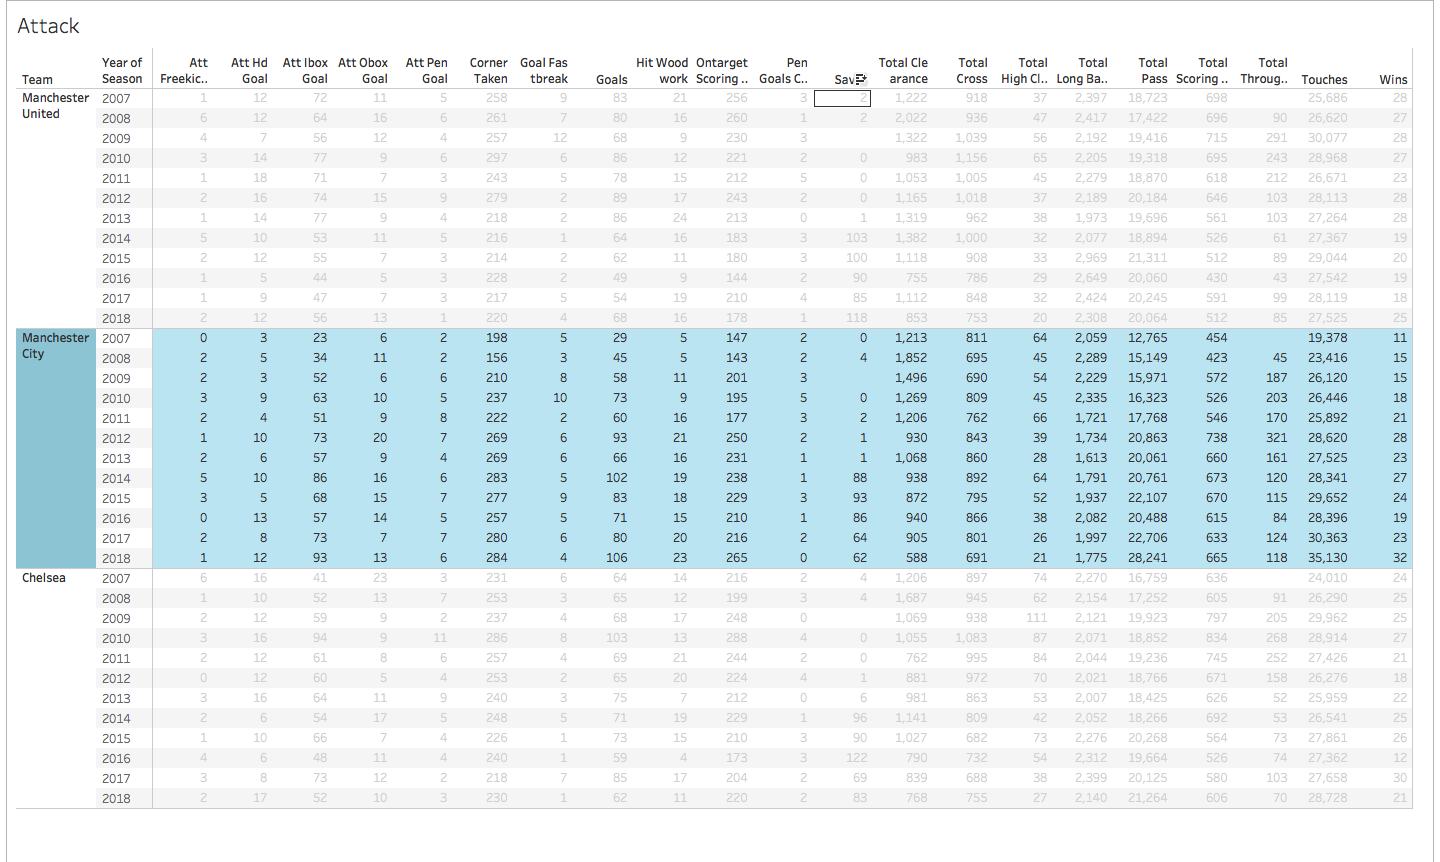 Attack
Team Year of Season Att Freekic.. Att Hd Goal Att Ibox Goal Att Obox Goal Att Pen Goal Corner Taken Goal Fas tbreak Goals Hit Wood work Ontarget Scoring .. Pen Goals C.. Sav Total Cle arance Total Cross Total High Cl.. Total Long Ba.. Total Pass Total Scoring .. Total Throug.. Touches Wins
Manchester United 2007 1 12 72 11 5 258 9 83 21 256 3 2 1,222 918 37 2,397 18,723 698 25,686 28
2008 6 12 64 16 6 261 7 80 16 260 1 2 2,022 936 47 2,417 17,422 696 90 26,620 27
2009 4 7 56 12 4 257 12 68 9 230 3 1,322 1,039 56 2,192 19,416 715 291 30,077 28
2010 3 14 77 9 6 297 6 86 12 221 2 0 983 1,156 65 2,205 19,318 695 243 28,968 27
2011 1 18 71 7 3 243 5 78 15 212 5 0 1,053 1,005 45 2,279 18,870 618 212 26,671 23
2012 2 16 74 15 9 279 2 89 17 243 2 0 1,165 1,018 37 2,189 20,184 646 103 28,113 28
2013 1 14 77 9 4 218 2 86 24 213 0 1 1,319 962 38 1,973 19,696 561 103 27,264 28
2014 5 10 53 11 5 216 1 64 16 183 3 103 1,382 1,000 32 2,077 18,894 526 61 27,367 19
2015 2 12 55 7 3 214 2 62 11 180 3 100 1,118 908 33 2,969 21,311 512 89 29,044 20
2016 1 5 44 5 3 228 2 49 9 144 2 90 755 786 29 2,649 20,060 430 43 27,542 19
2017 1 9 47 7 3 217 5 54 19 210 4 85 1,112 848 32 2,424 20,245 591 99 28,119 18
2018 2 12 56 13 1 220 4 68 16 178 1 118 853 753 20 2,308 20,064 512 85 27,525 25
Manchester City 2007 0 3 23 6 2 198 5 29 5 147 2 0 1,213 811 64 2,059 12,765 454 19,378 11
2008 2 5 34 11 2 156 3 45 5 143 2 4 1,852 695 45 2,289 15,149 423 45 23,416 15
2009 2 3 52 6 6 210 8 58 11 201 3 1,496 690 54 2,229 15,971 572 187 26,120 15
2010 3 9 63 10 5 237 10 73 9 195 5 0 1,269 809 45 2,335 16,323 526 203 26,446 18
2011 2 4 51 9 8 222 2 60 16 177 3 2 1,206 762 66 1,721 17,768 546 170 25,892 21
2012 1 10 73 20 7 269 6 93 21 250 2 1 930 843 39 1,734 20,863 738 321 28,620 28
2013 2 6 57 9 4 269 6 66 16 231 1 1 1,068 860 28 1,613 20,061 660 161 27,525 23
2014 5 10 86 16 6 283 5 102 19 238 1 88 938 892 64 1,791 20,761 673 120 28,341 27
2015 3 5 68 15 7 277 9 83 18 229 3 93 872 795 52 1,937 22,107 670 115 29,652 24
2016 0 13 57 14 5 257 5 71 15 210 1 86 940 866 38 2,082 20,488 615 84 28,396 19
2017 2 8 73 7 7 280 6 80 20 216 2 64 905 801 26 1,997 22,706 633 124 30,363 23
2018 1 12 93 13 6 284 4 106 23 265 0 62 588 691 21 1,775 28,241 665 118 35,130 32
Chelsea 2007 6 16 41 23 3 231 6 64 14 216 2 4 1,206 897 74 2,270 16,759 636 24,010 24
2008 1 10 52 13 7 253 3 65 12 199 3 4 1,687 945 62 2,154 17,252 605 91 26,290 25
2009 2 12 59 9 2 237 4 68 17 248 0 1,069 938 111 2,121 19,923 797 205 29,962 25
2010 3 16 94 9 11 286 8 103 13 288 4 0 1,055 1,083 87 2,071 18,852 834 268 28,914 27
2011 2 12 61 8 6 257 4 69 21 244 2 0 762 995 84 2,044 19,236 745 252 27,426 21
2012 0 12 60 5 4 253 2 65 20 224 4 1 881 972 70 2,021 18,766 671 158 26,276 18
2013 3 16 64 11 9 240 3 75 7 212 0 6 981 863 53 2,007 18,425 626 52 25,959 22
2014 2 6 54 17 5 248 5 71 19 229 1 96 1,141 809 42 2,052 18,266 692 53 26,541 25
2015 1 10 66 7 4 226 1 73 15 210 3 90 1,027 682 73 2,276 20,268 564 73 27,861 26
2016 4 6 48 11 4 240 1 59 4 173 3 122 790 732 54 2,312 19,664 526 74 27,362 12
2017 3 8 73 12 2 218 7 85 17 204 2 69 839 688 38 2,399 20,125 580 103 27,658 30
2018 2 17 52 10 3 230 1 62 11 220 2 83 768 755 27 2,140 21,264 606 70 28,728 21